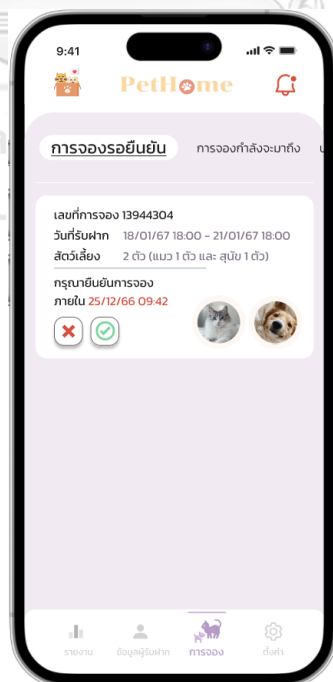 9:41
PetHome
การจองรอยืนยัน การจองกำลังจะมาถึง
เลขที่การจอง 13944304
วันที่รับฝาก 18/01/67 18:00 - 21/01/67 18:00
สัตว์เลี้ยง 2 ตัว (แมว 1 ตัว และ สุนัข 1 ตัว)
กรุณายืนยันการจอง
ภายใน 25/12/66 09:42
รายงาน ข้อมูลผู้รับฝาก การจอง ตั้งค่า